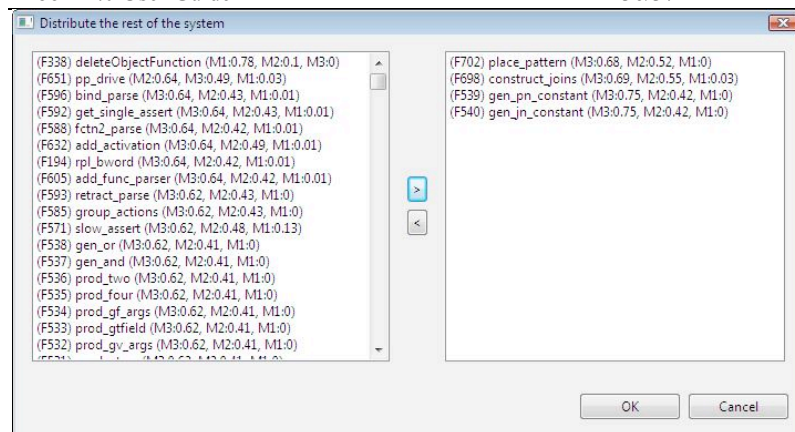 Distribute the rest of the system
(F338) deleteObjectFunction (M1:0.78, M2:0.1, M3:0)
(F651) pp_drive (M2:0.64, M3:0.49, M1:0.03)
(F596) bind_parse (M3:0.64, M2:0.43, M1:0.01)
(F592) get_single_assert (M3:0.64, M2:0.43, M1:0.01)
(F588) fctn2_parse (M3:0.64, M2:0.42, M1:0.01)
(F632) add_activation (M3:0.64, M2:0.49, M1:0.01)
(F194) rpl_bword (M3:0.64, M2:0.42, M1:0.01)
(F605) add_func_parser (M3:0.64, M2:0.42, M1:0.01)
(F593) retract_parse (M3:0.62, M2:0.43, M1:0)
(F585) group_actions (M3:0.62, M2:0.43, M1:0)
(F571) slow_assert (M3:0.62, M2:0.48, M1:0.13)
(F538) gen_or (M3:0.62, M2:0.41, M1:0)
(F537) gen_and (M3:0.62, M2:0.41, M1:0)
(F536) prod_two (M3:0.62, M2:0.41, M1:0)
(F535) prod_four (M3:0.62, M2:0.41, M1:0)
(F534) prod_gf_args (M3:0.62, M2:0.41, M1:0)
(F533) prod_gtfield (M3:0.62, M2:0.41, M1:0)
(F532) prod_gv_args (M3:0.62, M2:0.41, M1:0)
>
<
(F702) place_pattern (M3:0.68, M2:0.52, M1:0)
(F698) construct_joins (M3:0.69, M2:0.55, M1:0.03)
(F539) gen_pn_constant (M3:0.75, M2:0.42, M1:0)
(F540) gen_jn_constant (M3:0.75, M2:0.42, M1:0)
OK
Cancel